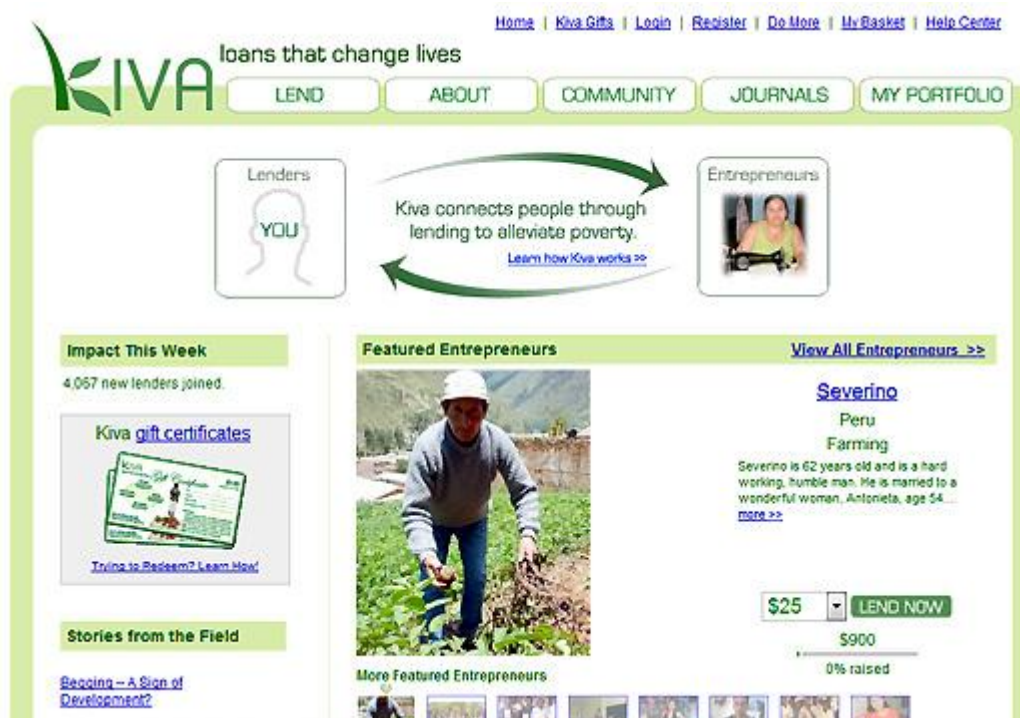 Home | Kiva Gifts | Login | Register | Do More | My Basket | Help Center
KIVA
loans that change lives
LEND
ABOUT
COMMUNITY
JOURNALS
MY PORTFOLIO
Lenders
YOU
Kiva connects people through
lending to alleviate poverty.
Learn how Kiva works >>
Entrepreneurs
Impact This Week
4,067 new lenders joined.
Kiva gift certificates
Kiva
Gift Certificate
Trying to Redeem? Learn How!
Stories from the Field
Begging -- A Sign of
Development?
Featured Entrepreneurs
View All Entrepreneurs >>
Severino
Peru
Farming
Severino is 62 years old and is a hard
working, humble man. He is married to a
wonderful woman, Antonieta, age 54....
more >>
$25
LEND NOW
$900
0% raised
More Featured Entrepreneurs